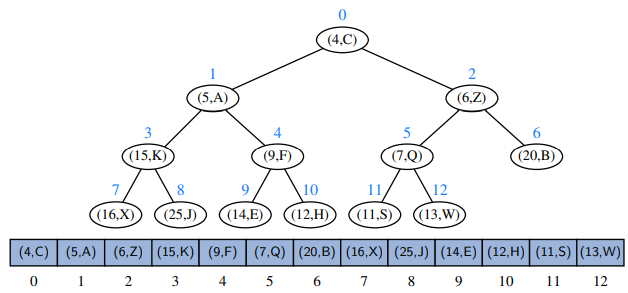 0
(4,C)
1 2
(5,A) (6,Z)
3 4 5 6
(15,K) (9,F) (7,Q) (20,B)
7 8 9 10 11 12
(16,X) (25,J) (14,E) (12,H) (11,S) (13,W)
(4,C) (5,A) (6,Z) (15,K) (9,F) (7,Q) (20,B) (16,X) (25,J) (14,E) (12,H) (11,S) (13,W)
0 1 2 3 4 5 6 7 8 9 10 11 12